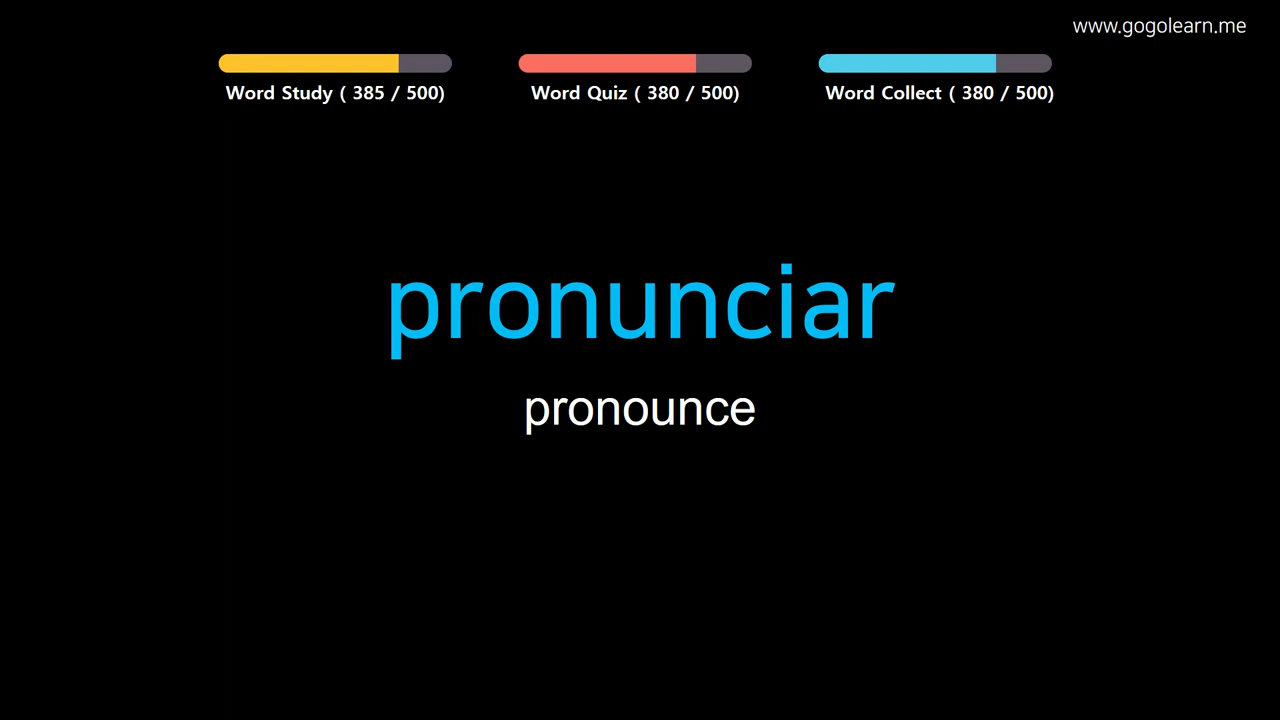 www.gogolearn.me
Word Study ( 385 / 500)
Word Quiz ( 380 / 500)
Word Collect ( 380 / 500)
pronunciar
pronounce